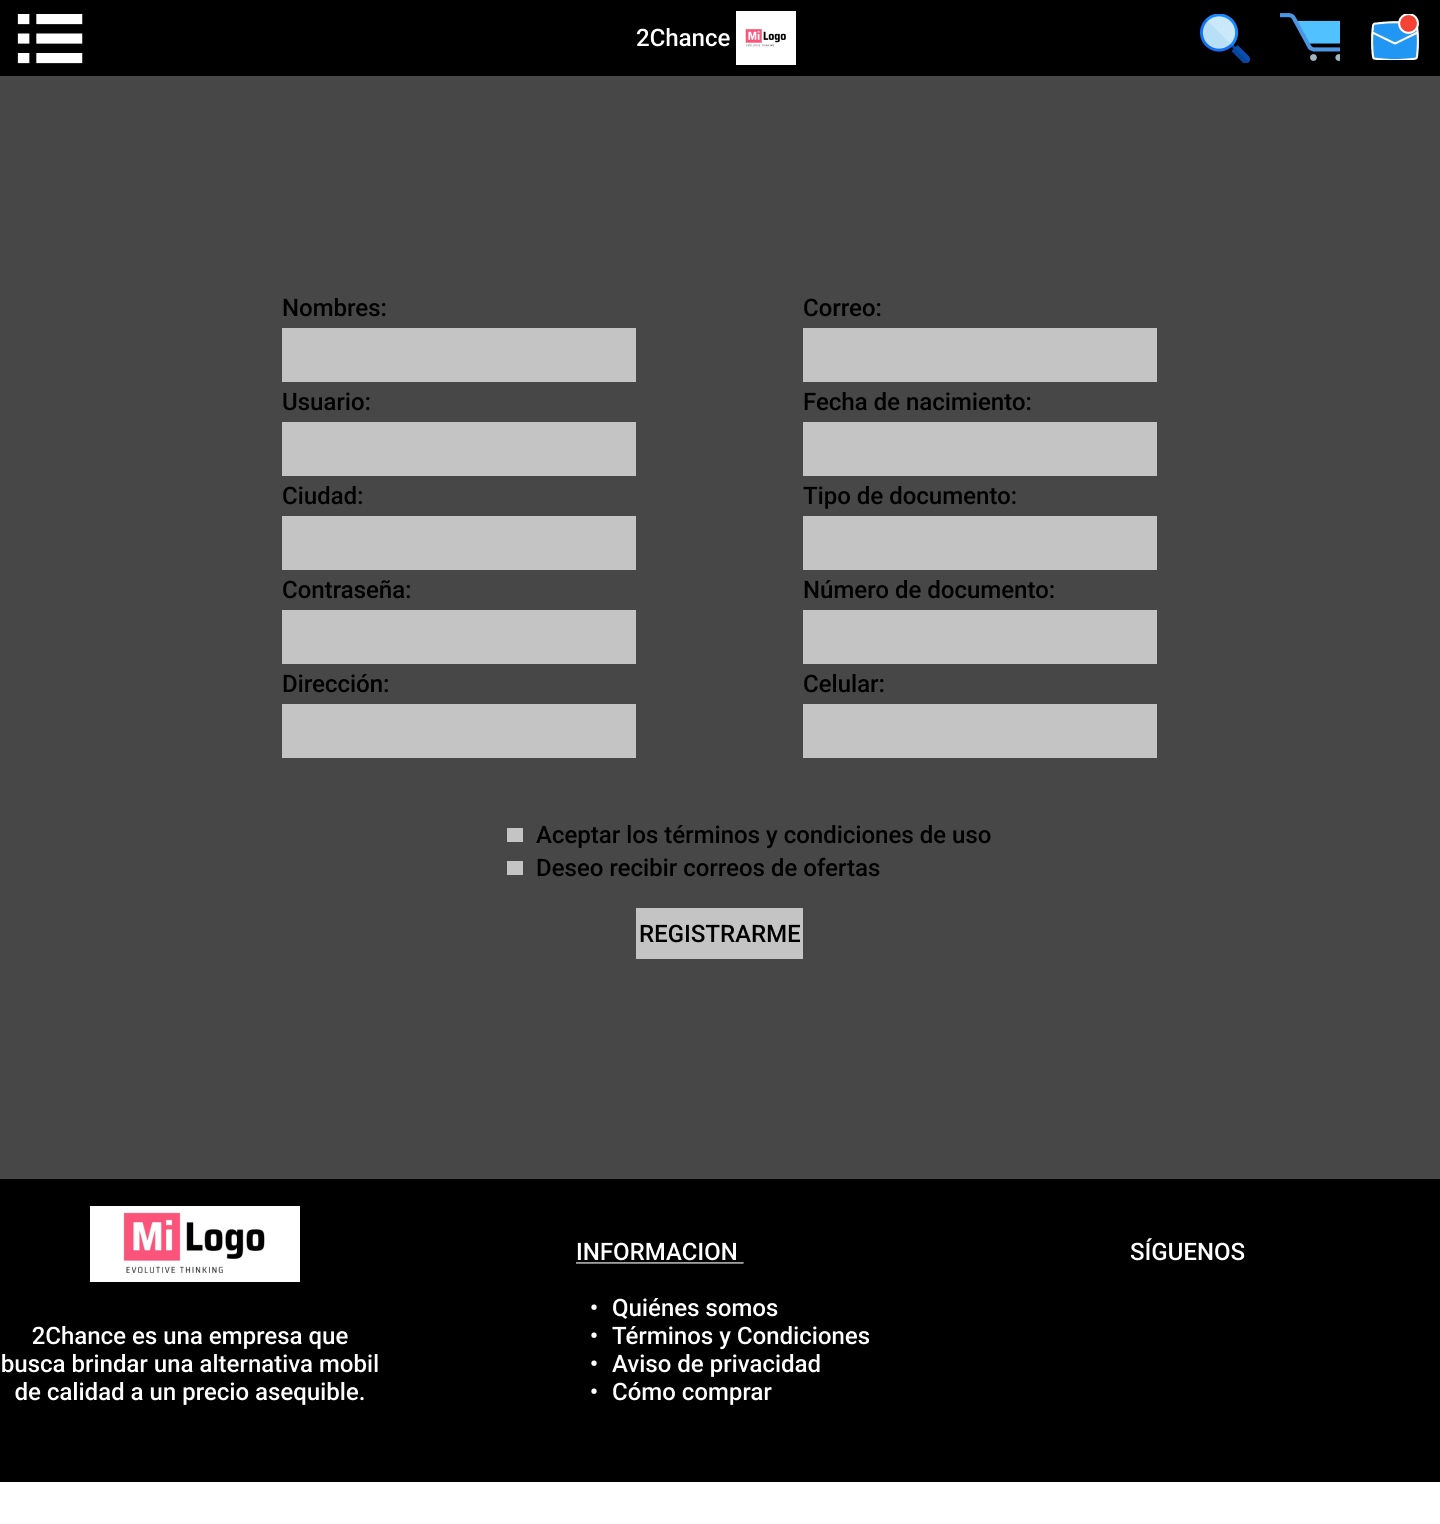 2Chance
Mi Logo
EVOLUTIVE THINKING
Nombres:
Correo:
Usuario:
Fecha de nacimiento:
Ciudad:
Tipo de documento:
Contraseña:
Número de documento:
Dirección:
Celular:
Aceptar los términos y condiciones de uso
Deseo recibir correos de ofertas
REGISTRARME
Mi Logo
EVOLUTIVE THINKING
2Chance es una empresa que
busca brindar una alternativa mobil
de calidad a un precio asequible.
INFORMACION
• Quiénes somos
• Términos y Condiciones
• Aviso de privacidad
• Cómo comprar
SÍGUENOS